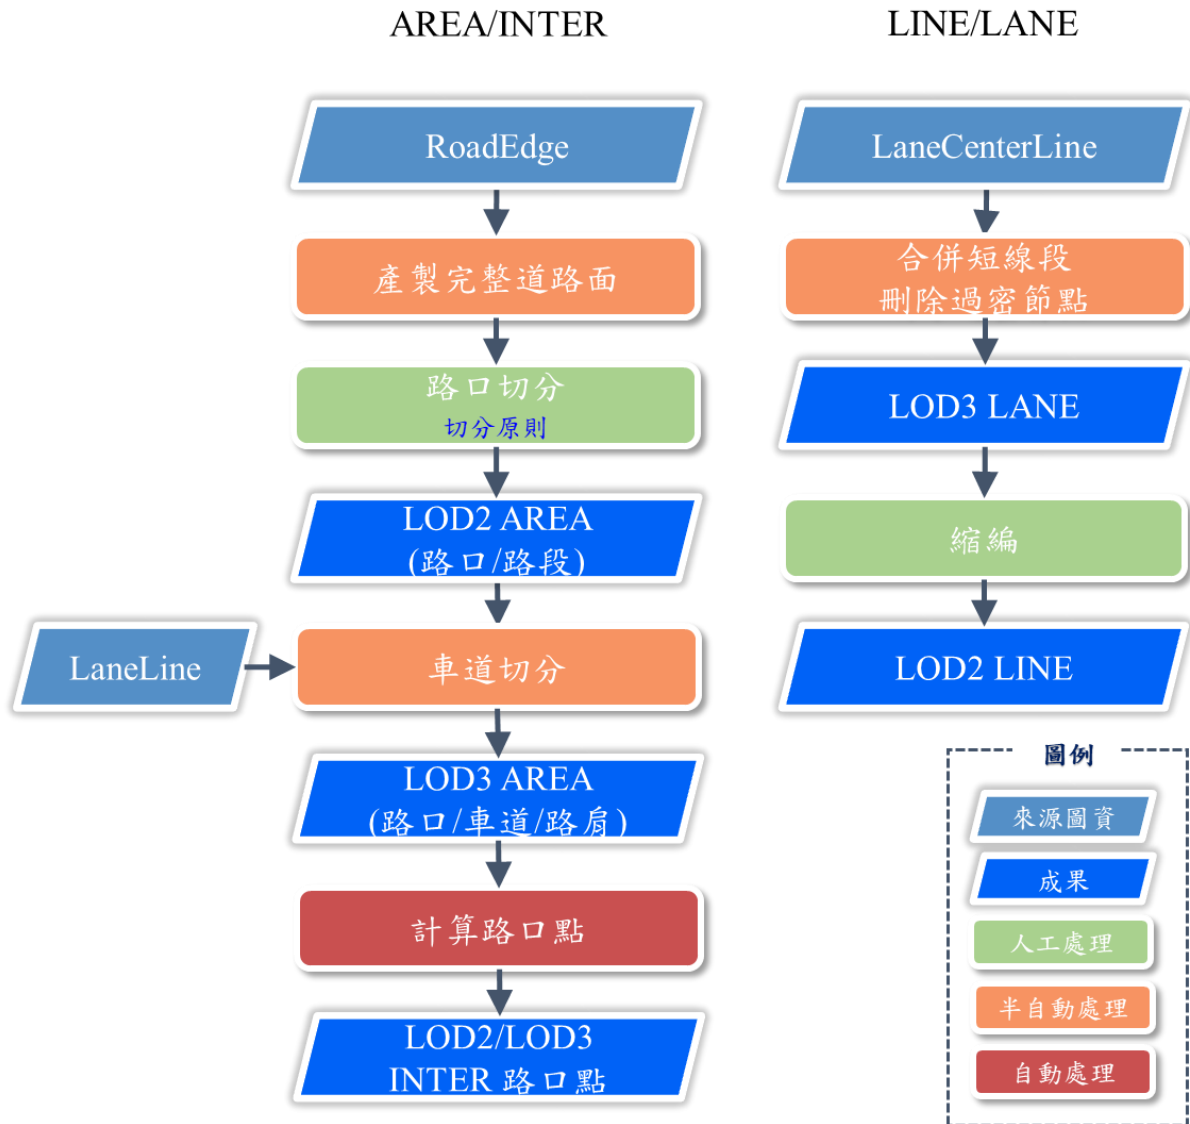 AREA/INTER
LINE/LANE
RoadEdge
產製完整道路面
路口切分
切分原則
LOD2 AREA
(路口/路段)
LaneLine
車道切分
LOD3 AREA
(路口/車道/路肩)
計算路口點
LOD2/LOD3
INTER 路口點
LaneCenterLine
合併短線段
刪除過密節點
LOD3 LANE
縮編
LOD2 LINE
圖例
來源圖資
成果
人工處理
半自動處理
自動處理